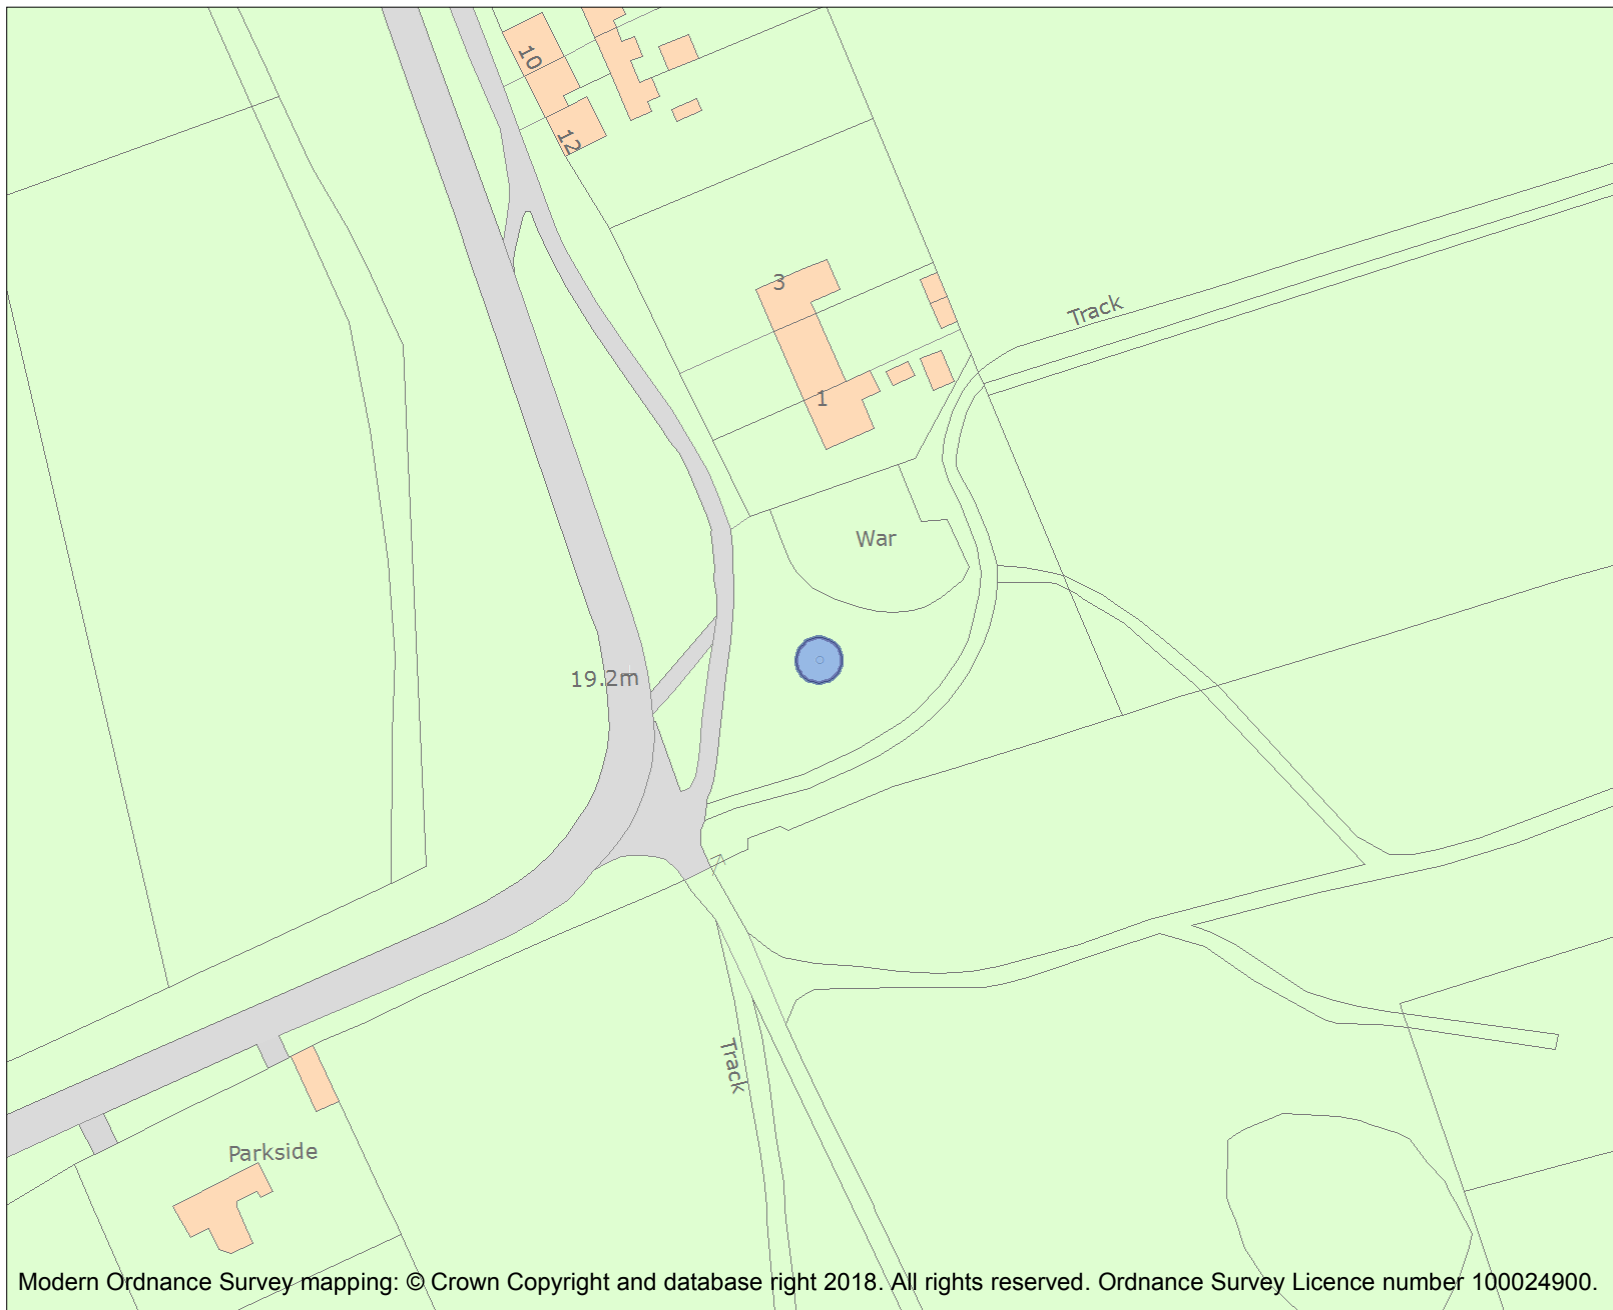 10
12
3
Track
1
War
19.2m
Track
Parkside
Modern Ordnance Survey mapping: © Crown Copyright and database right 2018. All rights reserved. Ordnance Survey Licence number 100024900.